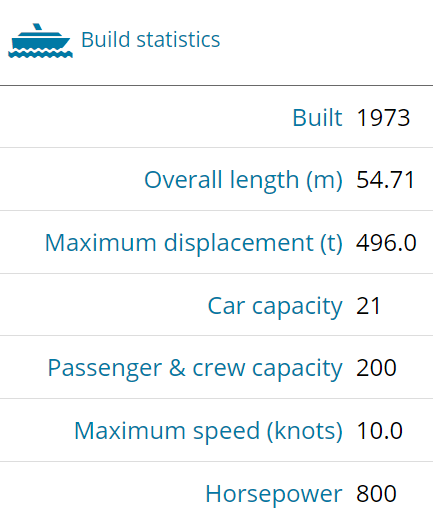 Build statistics
Built 1973
Overall length (m) 54.71
Maximum displacement (t) 496.0
Car capacity 21
Passenger & crew capacity 200
Maximum speed (knots) 10.0
Horsepower 800